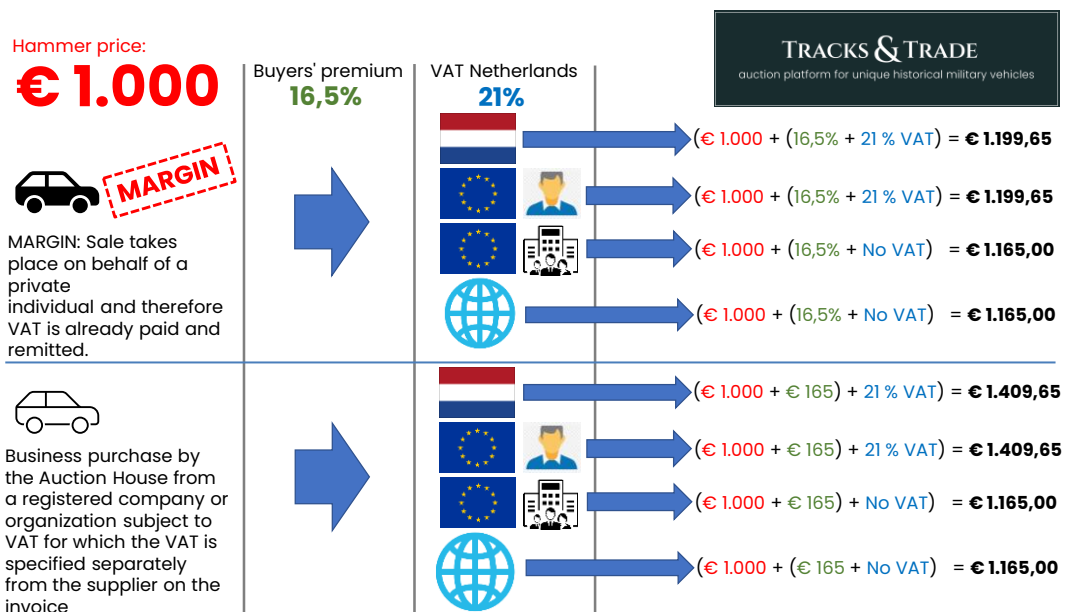 Hammer price:
€ 1.000
Buyers' premium
16,5%
VAT Netherlands
21%
TRACKS & TRADE
auction platform for unique historical military vehicles
MARGIN
MARGIN: Sale takes
place on behalf of a
private
individual and therefore
VAT is already paid and
remitted.
(€ 1.000 + (16,5% + 21 % VAT) = € 1.199,65
(€ 1.000 + (16,5% + 21 % VAT) = € 1.199,65
(€ 1.000 + (16,5% + No VAT) = € 1.165,00
(€ 1.000 + (16,5% + No VAT) = € 1.165,00
Business purchase by
the Auction House from
a registered company or
organization subject to
VAT for which the VAT is
specified separately
from the supplier on the
invoice
(€ 1.000 + € 165) + 21 % VAT) = € 1.409,65
(€ 1.000 + € 165) + 21 % VAT) = € 1.409,65
(€ 1.000 + € 165) + No VAT) = € 1.165,00
(€ 1.000 + (€ 165 + No VAT) = € 1.165,00